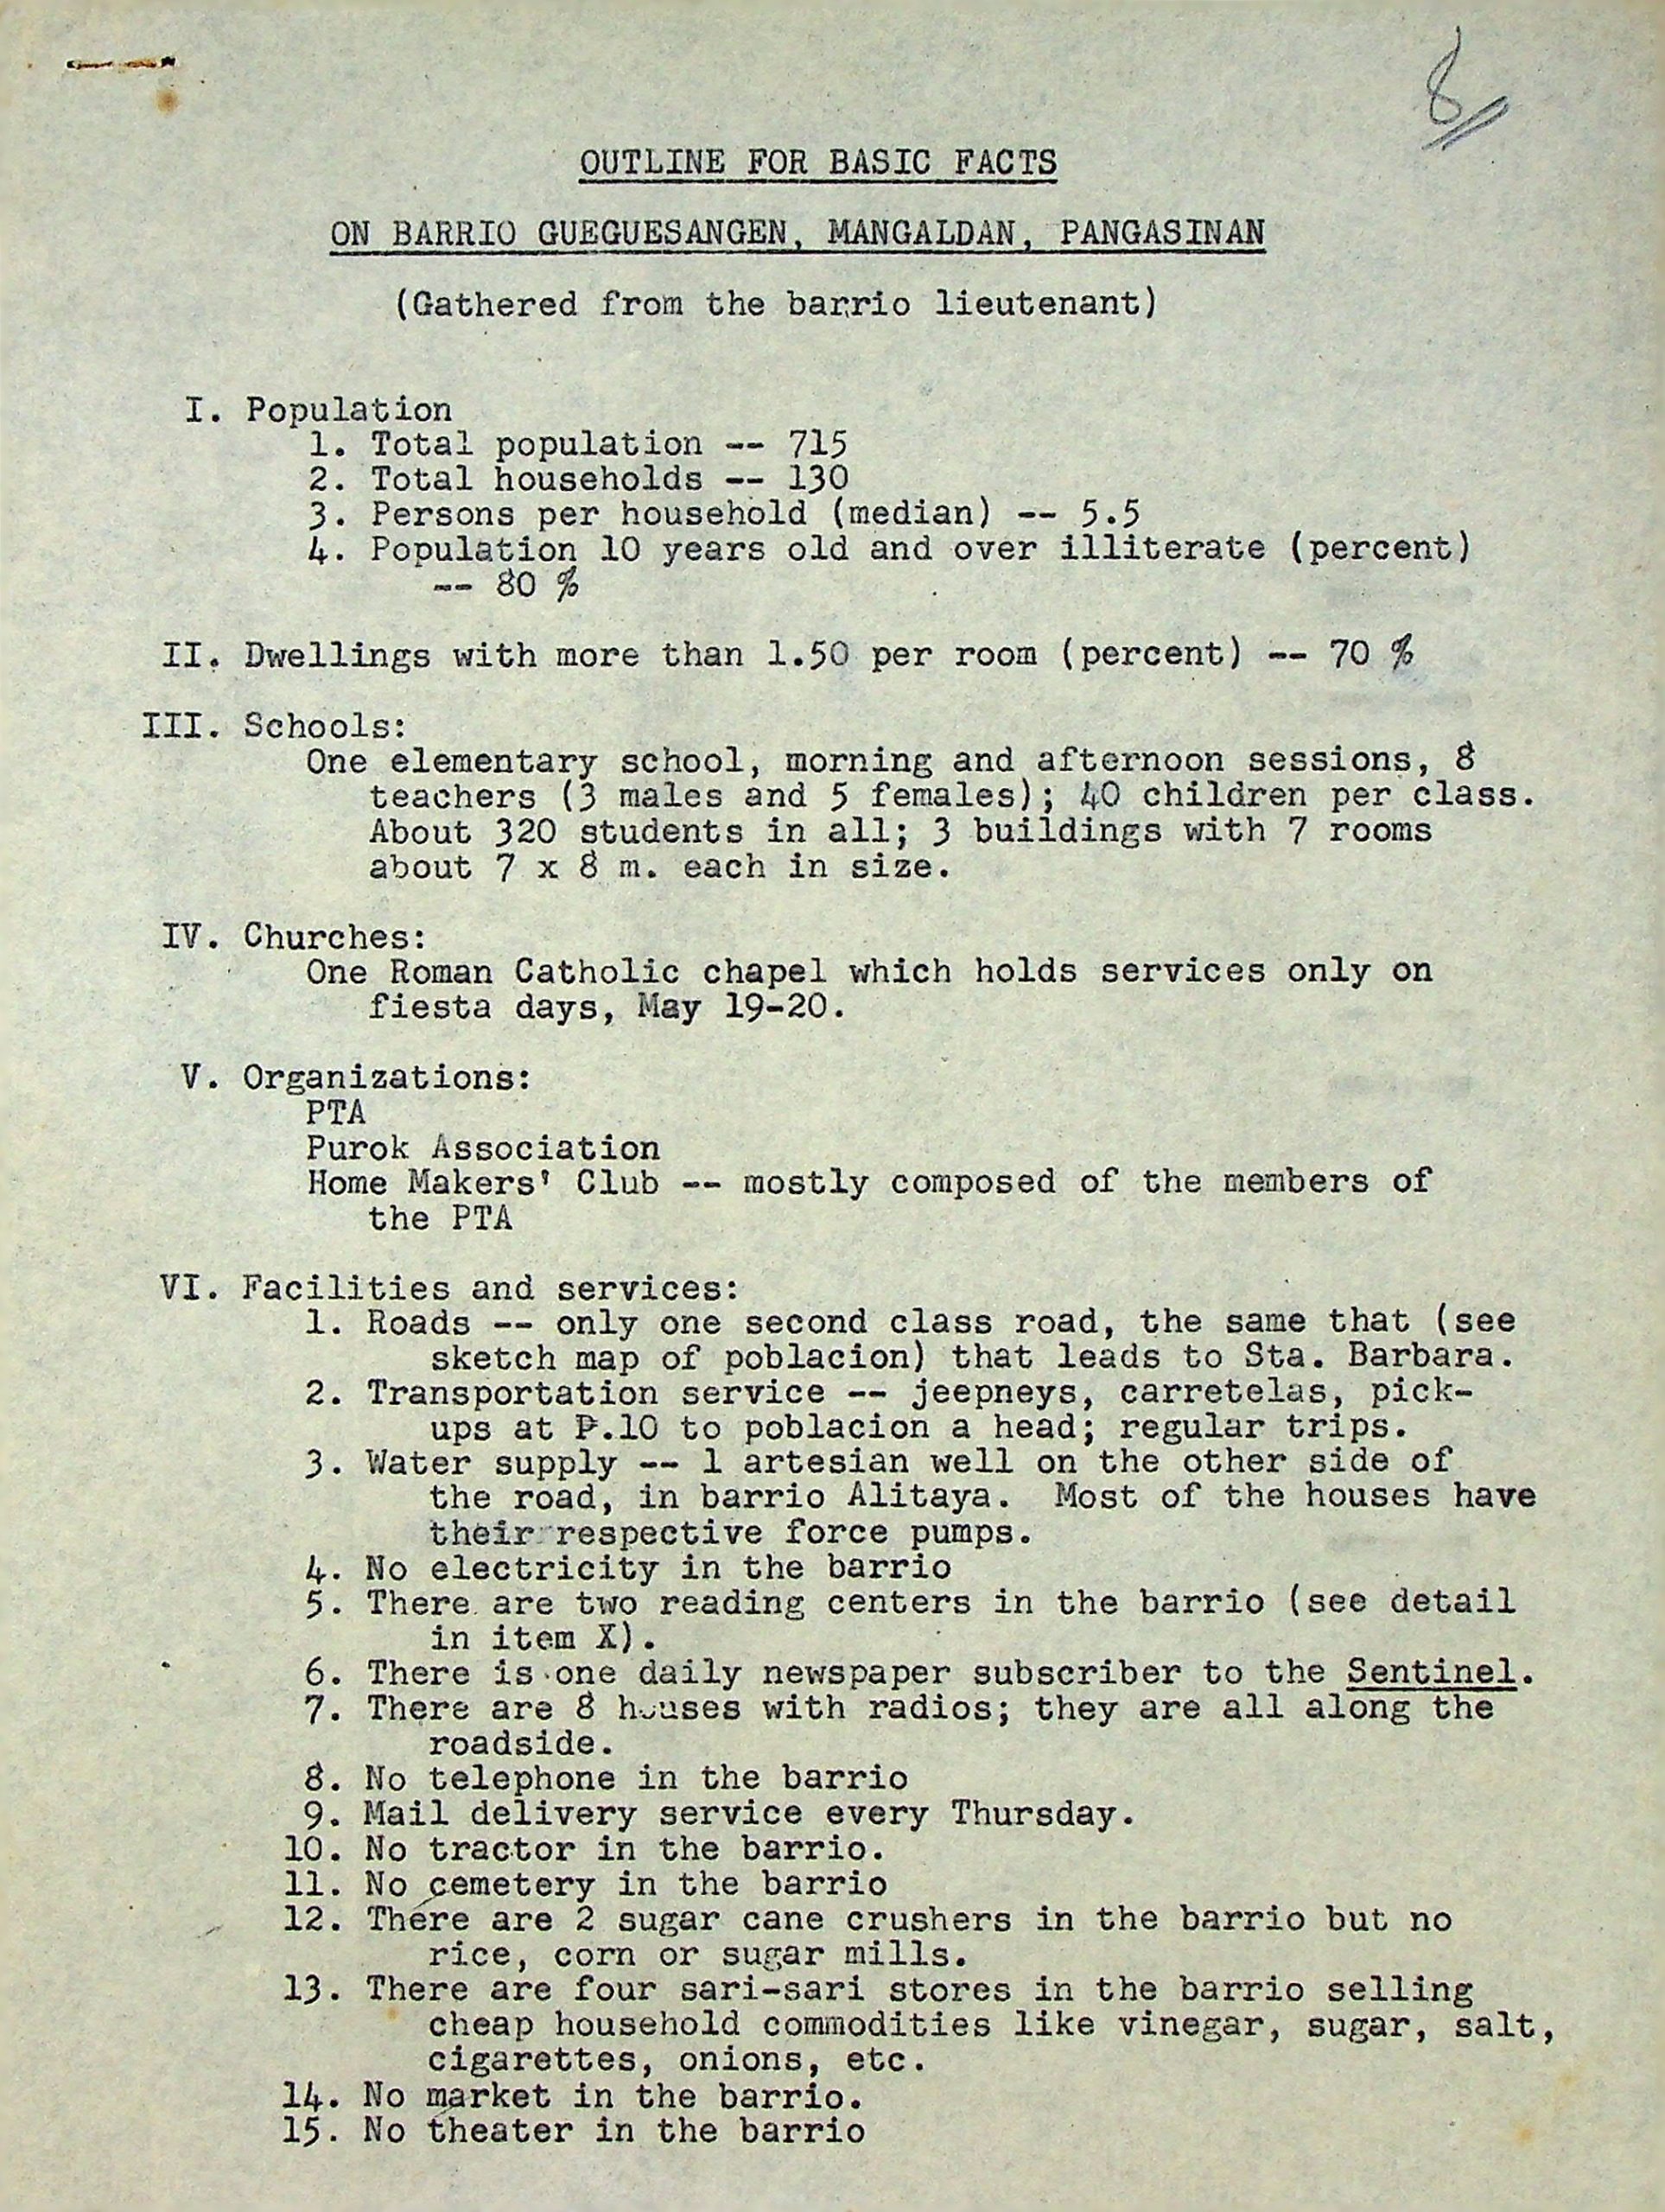 8
OUTLINE FOR BASIC FACTS
ON BARRIO GUEGUESANGEN, MANGALDAN, PANGASINAN
(Gathered from the barrio lieutenant)
I. Population
1. Total population -- 715
2. Total households -- 130
3. Persons per household (median) -- 5.5
4. Population 10 years old and over illiterate (percent)
-- 80 %
II. Dwellings with more than 1.50 per room (percent) -- 70 %
III. Schools:
One elementary school, morning and afternoon sessions, 8
teachers (3 males and 5 females); 40 children per class.
About 320 students in all; 3 buildings with 7 rooms
about 7 x 8 m. each in size.
IV. Churches:
One Roman Catholic chapel which holds services only on
fiesta days, May 19-20.
V. Organizations:
PTA
Purok Association
Home Makers' Club -- mostly composed of the members of
the PTA
VI. Facilities and services:
1. Roads -- only one second class road, the same that (see
sketch map of poblacion) that leads to Sta. Barbara.
2. Transportation service -- jeepneys, carretelas, pick-
ups at ₱.10 to poblacion a head; regular trips.
3. Water supply -- 1 artesian well on the other side of
the road, in barrio Alitaya. Most of the houses have
their respective force pumps.
4. No electricity in the barrio
5. There are two reading centers in the barrio (see detail
in item X).
6. There is one daily newspaper subscriber to the Sentinel.
7. There are 8 houses with radios; they are all along the
roadside.
8. No telephone in the barrio
9. Mail delivery service every Thursday.
10. No tractor in the barrio.
11. No cemetery in the barrio
12. There are 2 sugar cane crushers in the barrio but no
rice, corn or sugar mills.
13. There are four sari-sari stores in the barrio selling
cheap household commodities like vinegar, sugar, salt,
cigarettes, onions, etc.
14. No market in the barrio.
15. No theater in the barrio